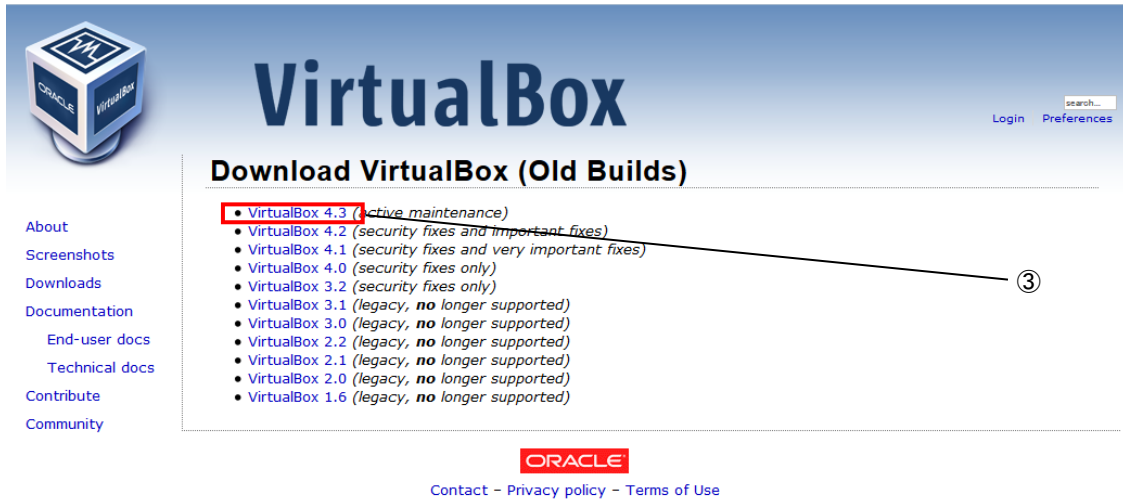 ORACLE
VirtualBox
VirtualBox
search...
Login Preferences
Download VirtualBox (Old Builds)
About
Screenshots
Downloads
Documentation
End-user docs
Technical docs
Contribute
Community
• VirtualBox 4.3 (active maintenance)
• VirtualBox 4.2 (security fixes and important fixes)
• VirtualBox 4.1 (security fixes and very important fixes)
• VirtualBox 4.0 (security fixes only)
• VirtualBox 3.2 (security fixes only)
• VirtualBox 3.1 (legacy, no longer supported)
• VirtualBox 3.0 (legacy, no longer supported)
• VirtualBox 2.2 (legacy, no longer supported)
• VirtualBox 2.1 (legacy, no longer supported)
• VirtualBox 2.0 (legacy, no longer supported)
• VirtualBox 1.6 (legacy, no longer supported)
③
ORACLE
Contact – Privacy policy – Terms of Use